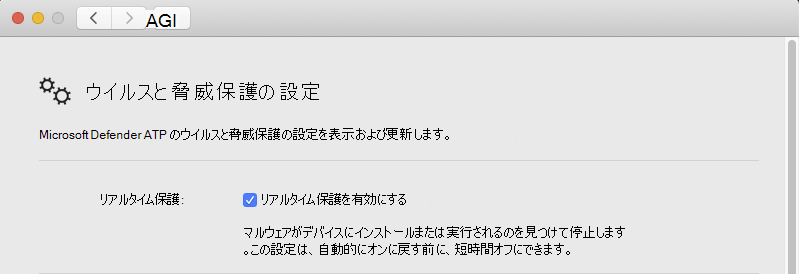 AGI
ウイルスと脅威保護の設定
Microsoft Defender ATP のウイルスと脅威保護の設定を表示および更新します。
リアルタイム保護: リアルタイム保護を有効にする
マルウェアがデバイスにインストールまたは実行されるのを見つけて停止します
。この設定は、自動的にオンに戻す前に、短時間オフにできます。